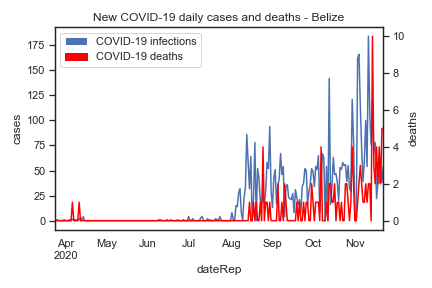 New COVID-19 daily cases and deaths - Belize
COVID-19 infections
COVID-19 deaths
cases
175
150
125
100
75
50
25
0
deaths
10
8
6
4
2
0
Apr May Jun Jul Aug Sep Oct Nov
2020
dateRep